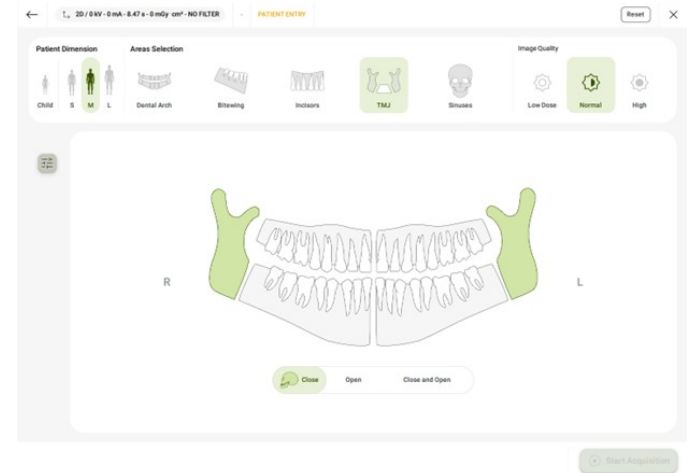 2D / 0 kV - 0 mA - 8.47 s - 0 mGy cm² - NO FILTER - PATIENT ENTRY Reset
Patient Dimension Areas Selection Image Quality
Child S M L Dental Arch Bitewing Incisors TMJ Sinuses Low Dose Normal High
R L
Close Open Close and Open
Start Acquisition